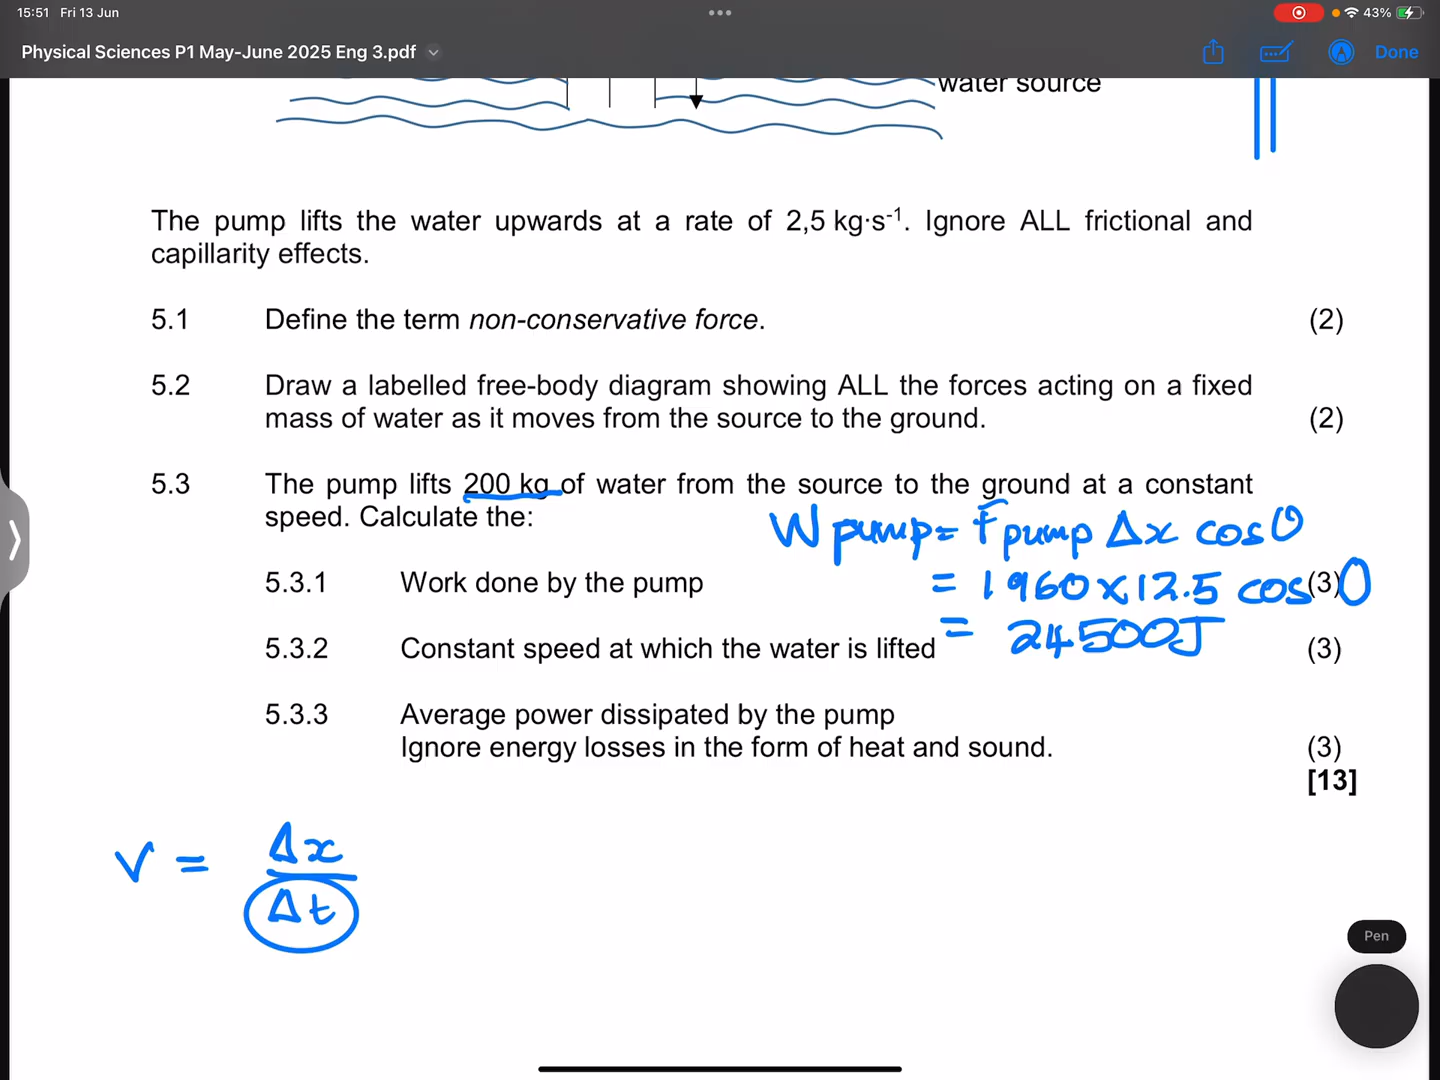 15:51 Fri 13 Jun
43%
Physical Sciences P1 May-June 2025 Eng 3.pdf
Done
water source
The pump lifts the water upwards at a rate of 2,5 kg·s⁻¹. Ignore ALL frictional and
capillarity effects.
5.1 Define the term non-conservative force. (2)
5.2 Draw a labelled free-body diagram showing ALL the forces acting on a fixed
mass of water as it moves from the source to the ground. (2)
5.3 The pump lifts 200 kg of water from the source to the ground at a constant
speed. Calculate the:
W pump = F pump Δx cos θ
5.3.1 Work done by the pump (3)
= 1960 x 12.5 cos 0
= 24500J
5.3.2 Constant speed at which the water is lifted (3)
5.3.3 Average power dissipated by the pump
Ignore energy losses in the form of heat and sound. (3)
[13]
v = Δx
Δt
Pen